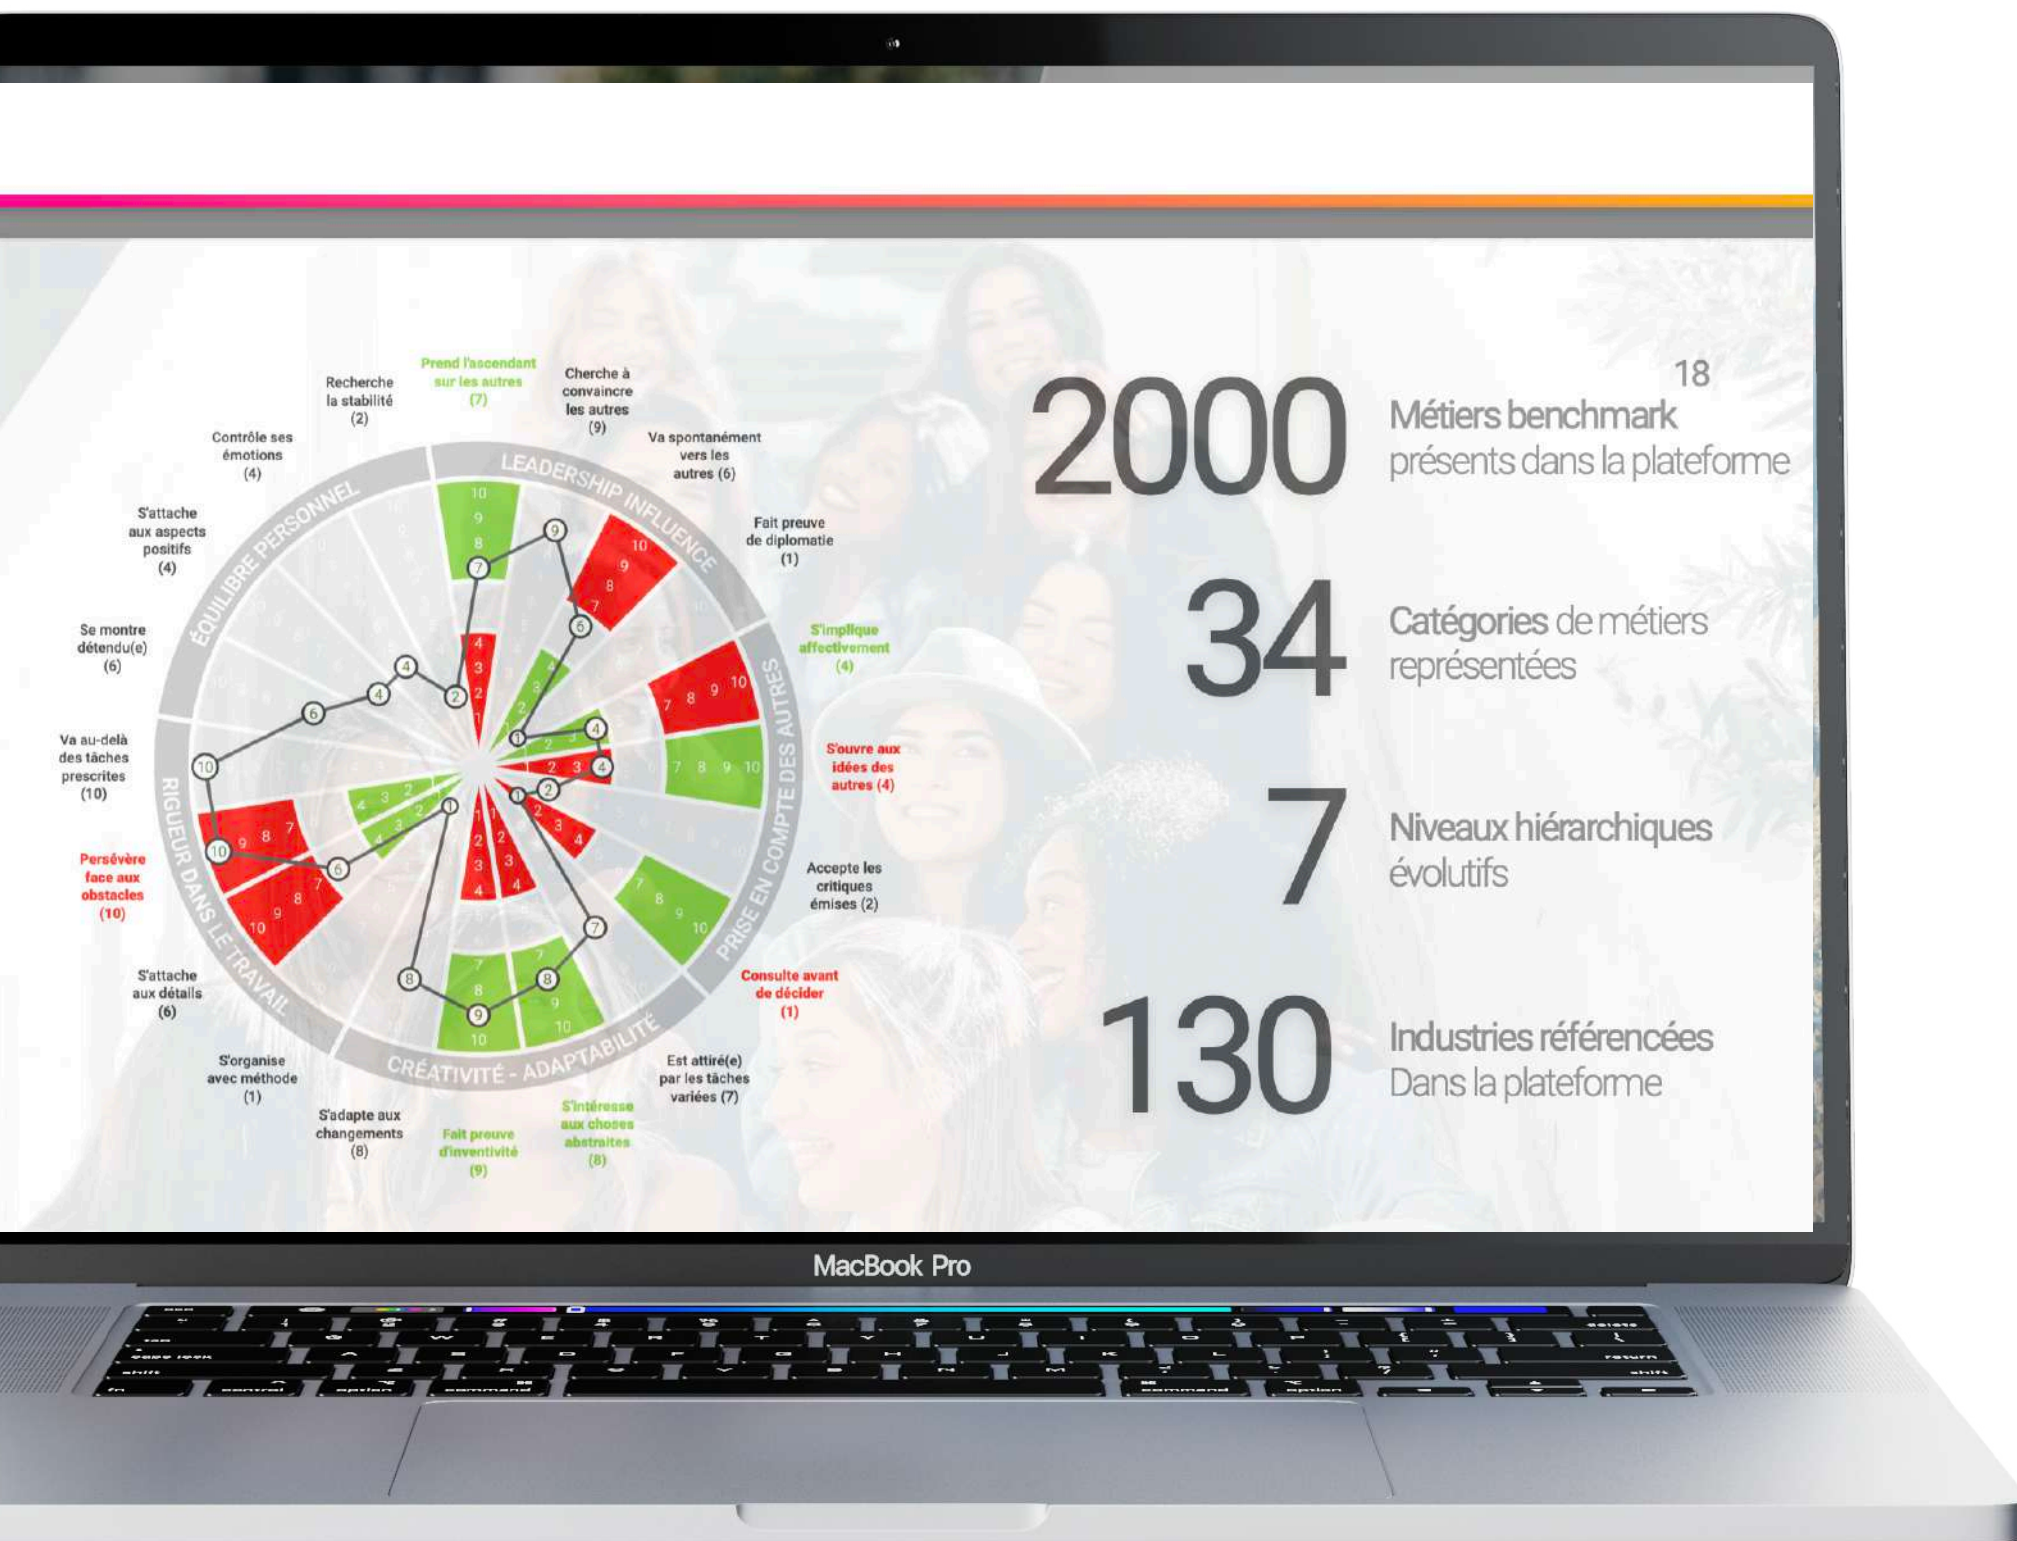 18
2000
Métiers benchmark
présents dans la plateforme
34
Catégories de métiers
représentées
7
Niveaux hiérarchiques
évolutifs
130
Industries référencées
Dans la plateforme
Prend l'ascendant
sur les autres
(7)
Cherche à
convaincre
les autres
(9)
Va spontanément
vers les
autres (6)
Fait preuve
de diplomatie
(1)
S'implique
affectivement
(4)
S'ouvre aux
idées des
autres (4)
Accepte les
critiques
émises (2)
Consulte avant
de décider
(1)
Est attiré(e)
par les tâches
variées (7)
S'intéresse
aux choses
abstraites
(8)
Fait preuve
d'inventivité
(9)
S'adapte aux
changements
(8)
S'organise
avec méthode
(1)
S'attache
aux détails
(6)
Persévère
face aux
obstacles
(10)
Va au-delà
des tâches
prescrites
(10)
Se montre
détendu(e)
(6)
S'attache
aux aspects
positifs
(4)
Contrôle ses
émotions
(4)
Recherche
la stabilité
(2)
LEADERSHIP INFLUENCE
PRISE EN COMPTE DES AUTRES
CRÉATIVITÉ - ADAPTABILITÉ
RIGUEUR DANS LE TRAVAIL
ÉQUILIBRE PERSONNEL
MacBook Pro